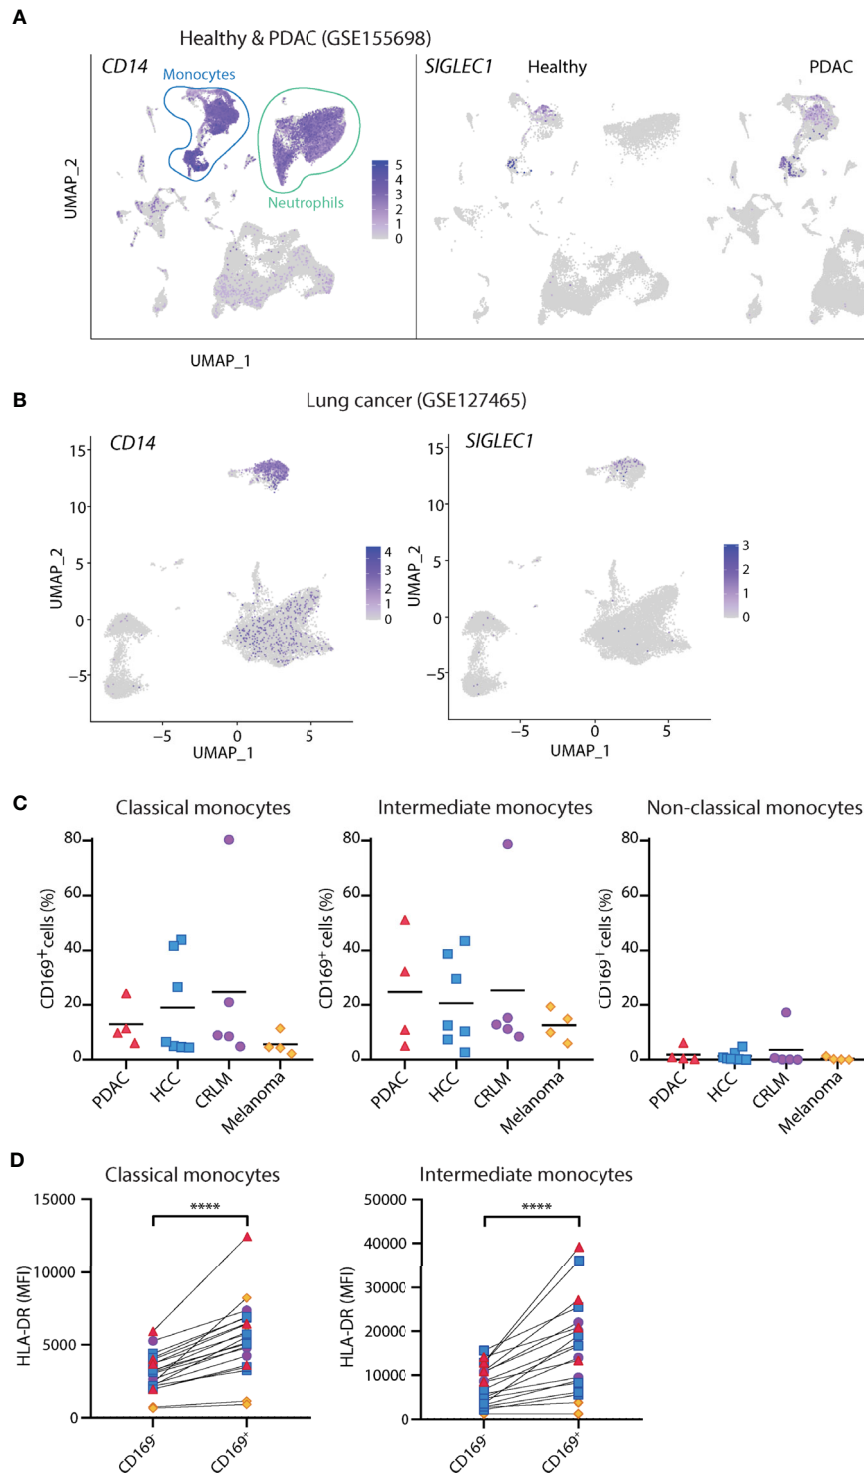 A
Healthy & PDAC (GSE155698)
CD14
Monocytes
SIGLEC1
Healthy
PDAC
UMAP_2
Neutrophils
5
4
3
2
1
0
UMAP_1
B
Lung cancer (GSE127465)
CD14
SIGLEC1
UMAP_2
15
10
5
0
−5
4
3
2
1
0
−5
0
5
UMAP_1
UMAP_2
15
10
5
0
−5
3
2
1
0
−5
0
5
UMAP_1
C
Classical monocytes
Intermediate monocytes
Non-classical monocytes
CD169+ cells (%)
80
60
40
20
0
PDAC
HCC
CRLM
Melanoma
CD169+ cells (%)
80
60
40
20
0
PDAC
HCC
CRLM
Melanoma
CD169+ cells (%)
80
60
40
20
0
PDAC
HCC
CRLM
Melanoma
D
Classical monocytes
Intermediate monocytes
HLA-DR (MFI)
15000
10000
5000
0
****
CD169-
CD169+
HLA-DR (MFI)
50000
40000
30000
20000
10000
0
****
CD169-
CD169+